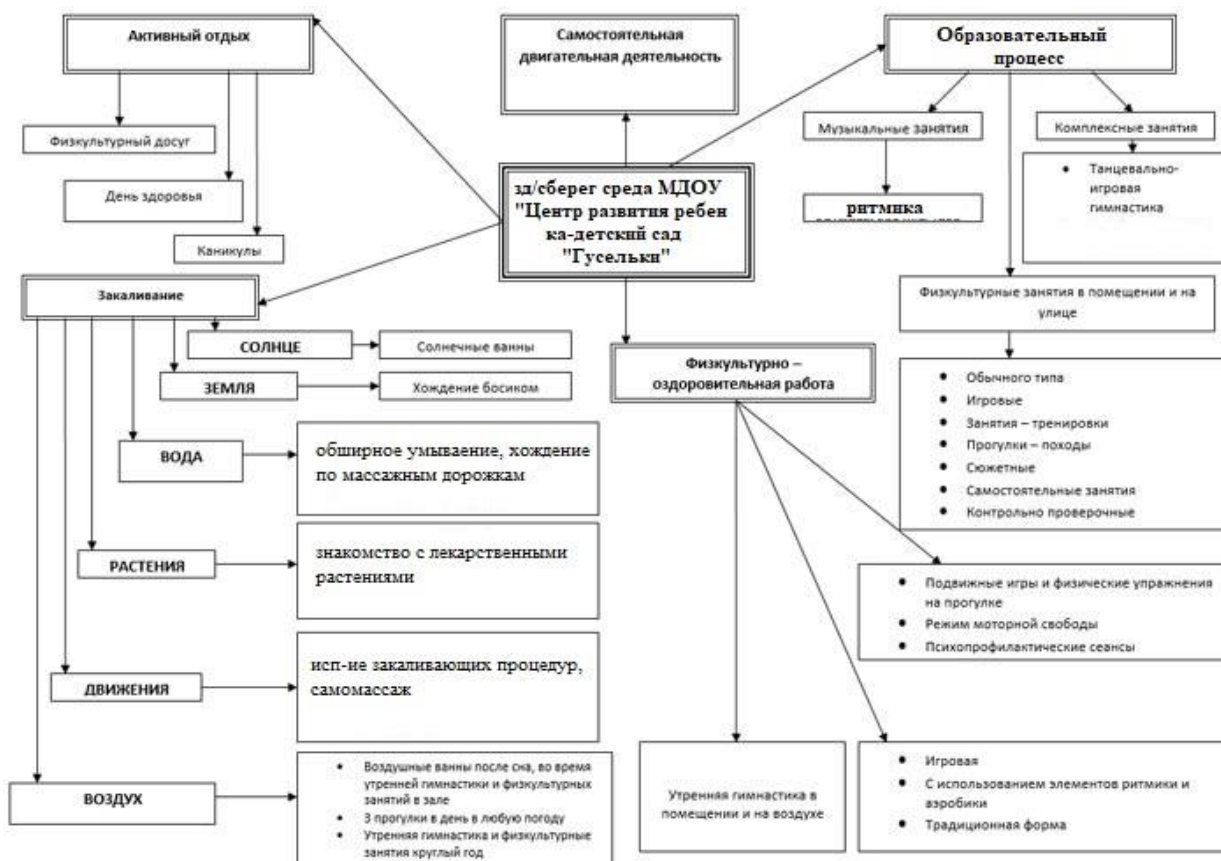 Активный отдых
Физкультурный досуг
День здоровья
Каникулы
Самостоятельная
двигательная деятельность
Образовательный
процесс
Музыкальные занятия
ритмика
Комплексные занятия
• Танцевально-
игровая
гимнастика
зд/сберег среда МДОУ
"Центр развития ребен
ка-детский сад
"Гусельки"
Физкультурные занятия в помещении и на
улице
• Обычного типа
• Игровые
• Занятия – тренировки
• Прогулки – походы
• Сюжетные
• Самостоятельные занятия
• Контрольно проверочные
Закаливание
СОЛНЦЕ
Солнечные ванны
ЗЕМЛЯ
Хождение босиком
ВОДА
обширное умываение, хождение
по массажным дорожкам
РАСТЕНИЯ
знакомство с лекарственными
растениями
ДВИЖЕНИЯ
исп-ие закаливающих процедур,
самомассаж
ВОЗДУХ
• Воздушные ванны после сна, во время
утренней гимнастики и физкультурных
занятий в зале
• 3 прогулки в день в любую погоду
• Утренняя гимнастика и физкультурные
занятия круглый год
Физкультурно –
оздоровительная работа
• Подвижные игры и физические упражнения
на прогулке
• Режим моторной свободы
• Психопрофилактические сеансы
Утренняя гимнастика в
помещении и на воздухе
• Игровая
• С использованием элементов ритмики и
аэробики
• Традиционная форма